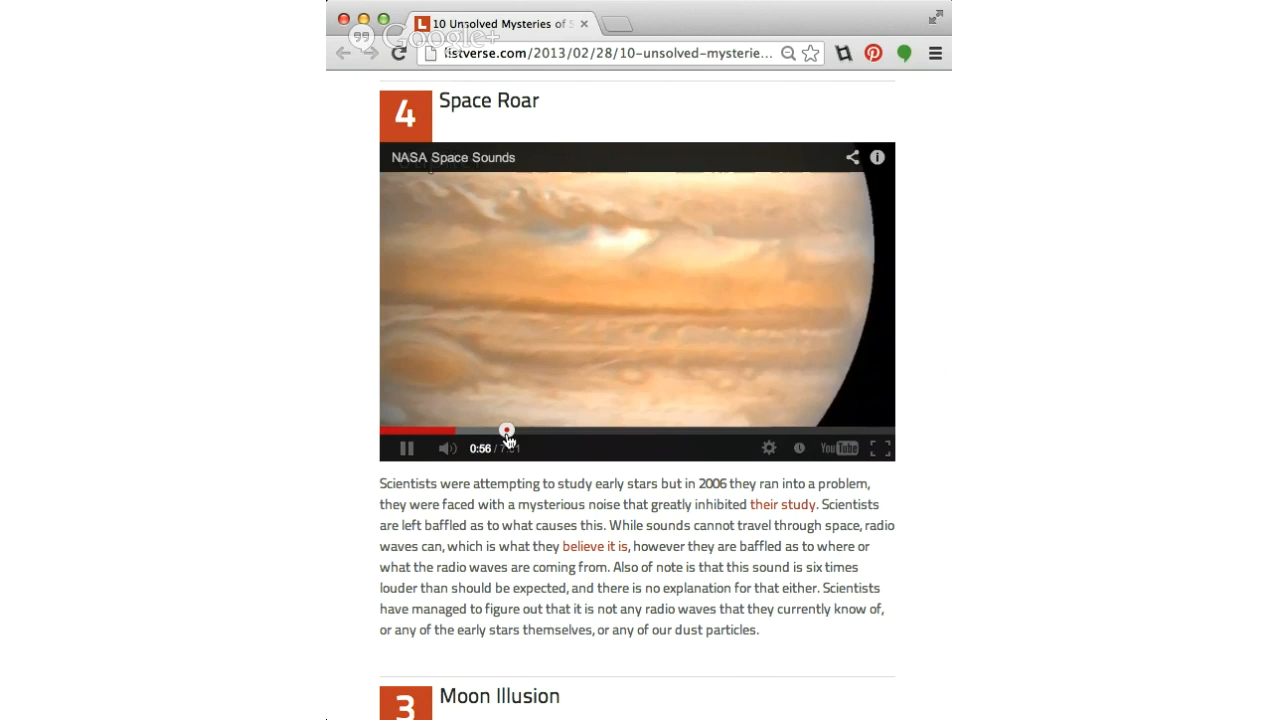 10 Unsolved Mysteries of S
Google+
listverse.com/2013/02/28/10-unsolved-mysterie...
4
Space Roar
NASA Space Sounds
0:56
YouTube
Scientists were attempting to study early stars but in 2006 they ran into a problem,
they were faced with a mysterious noise that greatly inhibited their study. Scientists
are left baffled as to what causes this. While sounds cannot travel through space, radio
waves can, which is what they believe it is, however they are baffled as to where or
what the radio waves are coming from. Also of note is that this sound is six times
louder than should be expected, and there is no explanation for that either. Scientists
have managed to figure out that it is not any radio waves that they currently know of,
or any of the early stars themselves, or any of our dust particles.
3
Moon Illusion